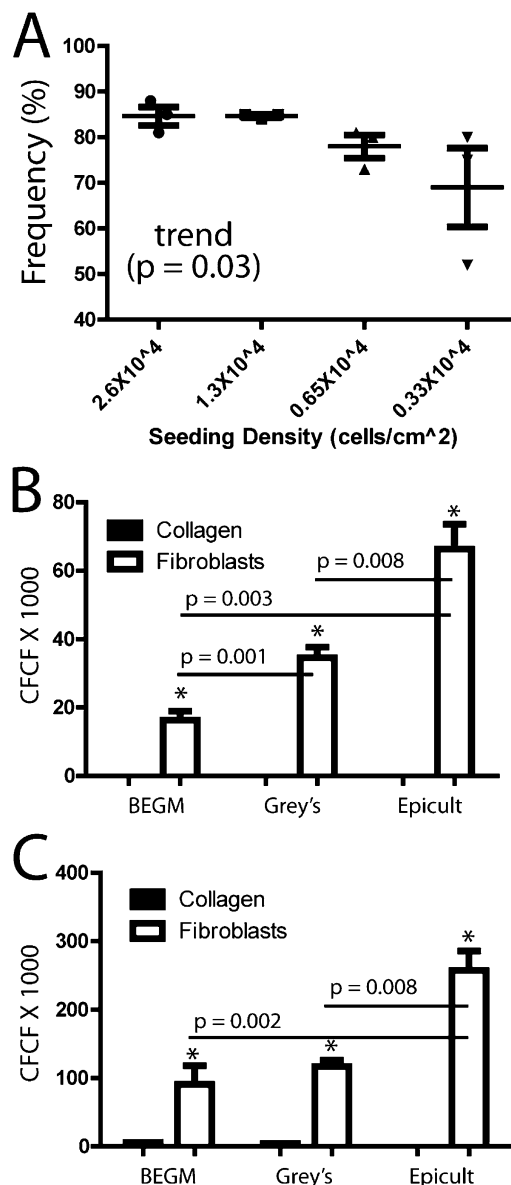 A
100
90
80
70
60
50
40
Frequency (%)
trend
(p = 0.03)
2.6X10^4
1.3X10^4
0.65X10^4
0.33X10^4
Seeding Density (cells/cm^2)
B
80
60
40
20
0
CFCF X 1000
Collagen
Fibroblasts
*
p = 0.008
p = 0.003
*
p = 0.001
*
BEGM
Grey's
Epicult
C
400
300
200
100
0
CFCF X 1000
Collagen
Fibroblasts
*
p = 0.008
p = 0.002
*
*
BEGM
Grey's
Epicult